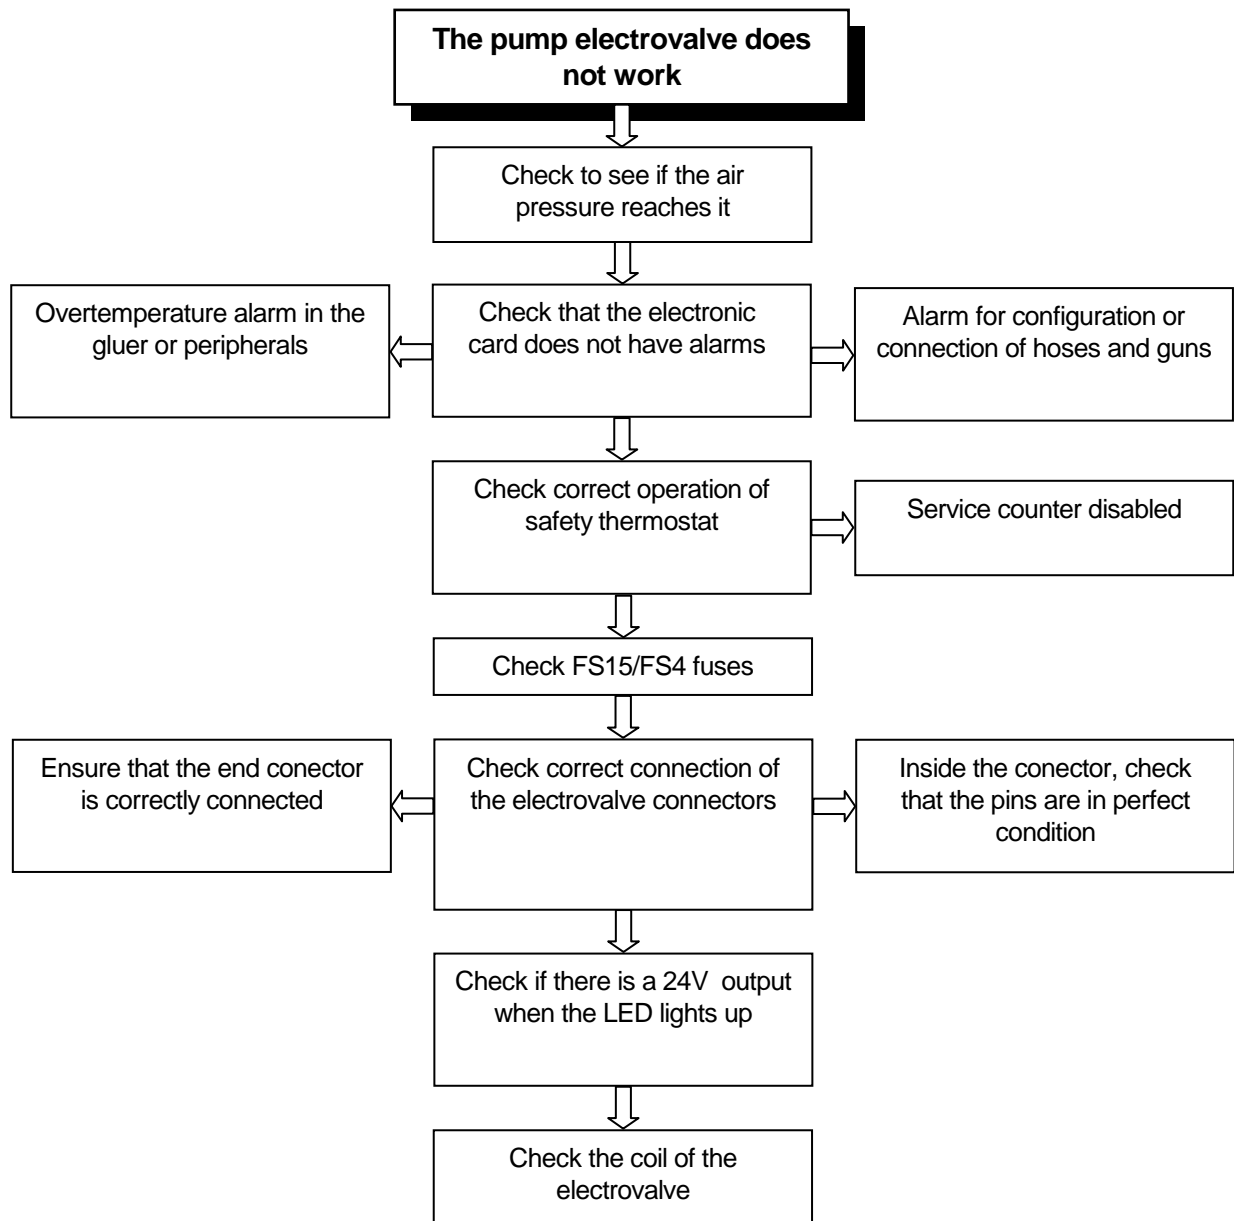 The pump electrovalve does
not work
Check to see if the air
pressure reaches it
Overtemperature alarm in the
gluer or peripherals
Check that the electronic
card does not have alarms
Alarm for configuration or
connection of hoses and guns
Check correct operation of
safety thermostat
Service counter disabled
Check FS15/FS4 fuses
Ensure that the end conector
is correctly connected
Check correct connection of
the electrovalve connectors
Inside the conector, check
that the pins are in perfect
condition
Check if there is a 24V output
when the LED lights up
Check the coil of the
electrovalve